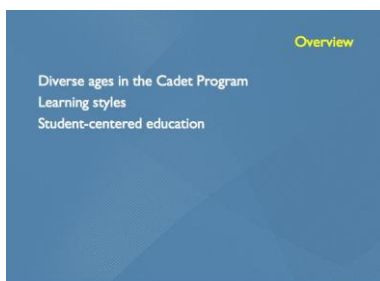 Overview
Diverse ages in the Cadet Program
Learning styles
Student-centered education